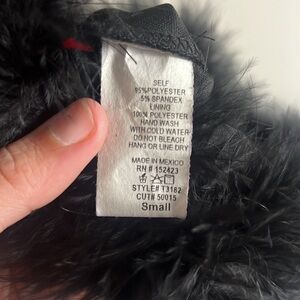 SELF
95%POLYESTER
5% SPANDEX
LINING
100% POLYESTER
HAND WASH
WITH COLD WATER
DO NOT BLEACH
HANG OR LINE DRY
MADE IN MEXICO
RN # 152423
STYLE# T3182
CUT# 50015
Small